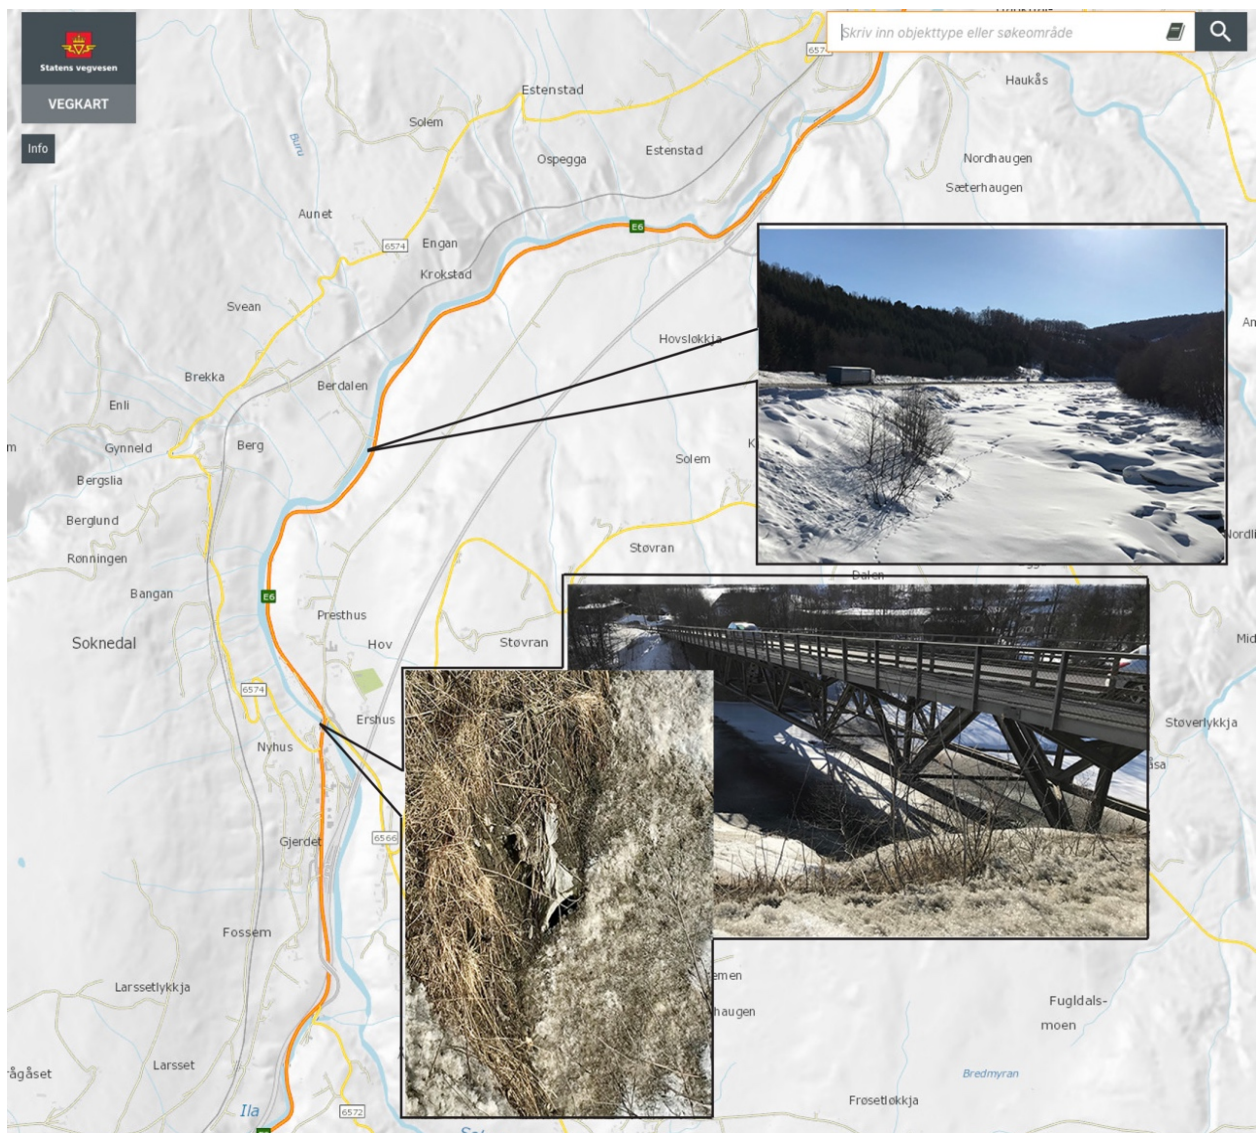 Statens vegvesen
VEGKART
Info
Skriv inn objekttype eller søkeområde
Haukås
Estenstad
Solem
Buru
Ospegga
Estenstad
Nordhaugen
Sæterhaugen
Aunet
6574
Engan
E6
Krokstad
Svean
Hovsløkkja
Brekka
Berdalen
Enli
Gynneld
Berg
Bergslia
Solem
Berglund
Rønningen
Støvran
Dalen
Bangan
E6
Presthus
Soknedal
Hov
Støvran
6574
Ershus
Nyhus
Støverlykkja
Gjerdet
6566
Fossem
Larssetlykkja
Fugldals-
moen
Larsset
Bredmyran
Ila
6572
Frøsetløkkja